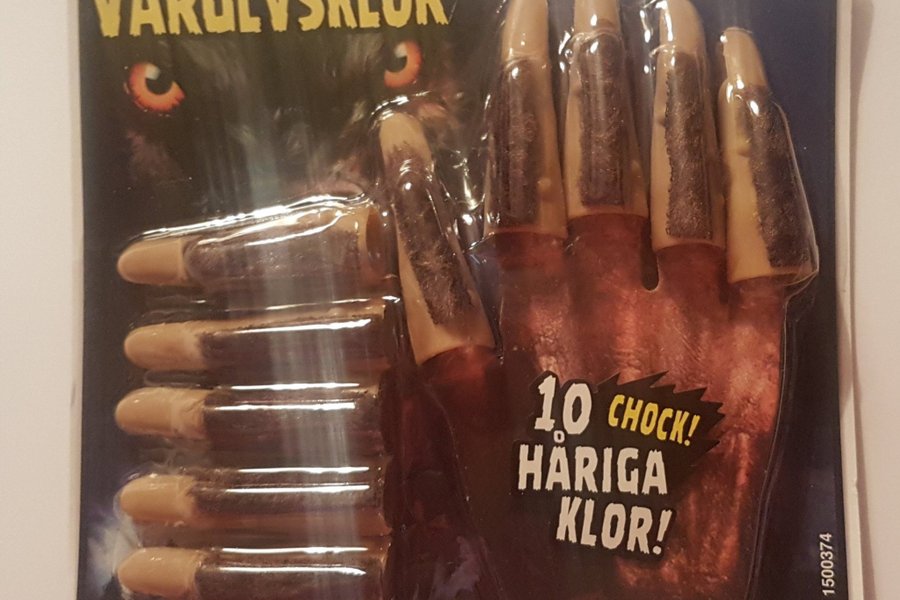 VARULVSKLOR
10 CHOCK!
HÅRIGA
KLOR!
1500374